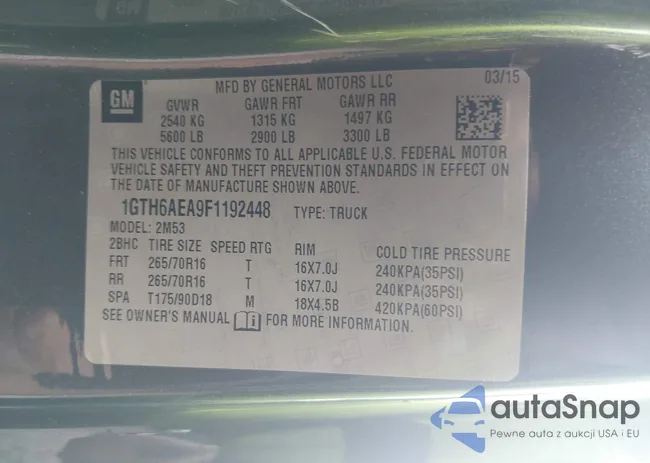 GM
MFD BY GENERAL MOTORS LLC 03/15
GVWR GAWR FRT GAWR RR
2540 KG 1315 KG 1497 KG
5600 LB 2900 LB 3300 LB
THIS VEHICLE CONFORMS TO ALL APPLICABLE U.S. FEDERAL MOTOR
VEHICLE SAFETY AND THEFT PREVENTION STANDARDS IN EFFECT ON
THE DATE OF MANUFACTURE SHOWN ABOVE.
1GTH6AEA9F1192448 TYPE: TRUCK
MODEL: 2M53
2BHC TIRE SIZE SPEED RTG RIM COLD TIRE PRESSURE
FRT 265/70R16 T 16X7.0J 240KPA(35PSI)
RR 265/70R16 T 16X7.0J 240KPA(35PSI)
SPA T175/90D18 M 18X4.5B 420KPA(60PSI)
SEE OWNER'S MANUAL FOR MORE INFORMATION.
autaSnap
Pewne auta z aukcji USA i EU